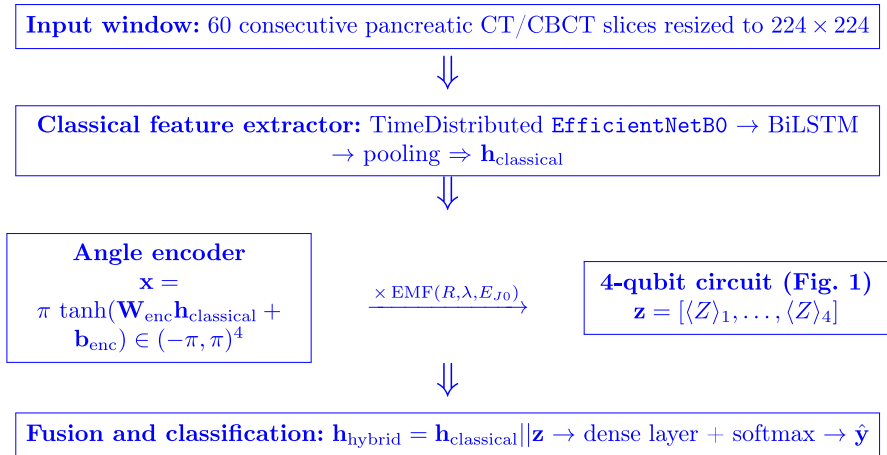 Input window: 60 consecutive pancreatic CT/CBCT slices resized to 224 × 224
⇓
Classical feature extractor: TimeDistributed EfficientNetB0 → BiLSTM
→ pooling ⇒ h_classical
⇓
Angle encoder
x =
π tanh(W_enc h_classical +
b_enc) ∈ (−π, π)^4
× EMF(R,λ,E_J0)
4-qubit circuit (Fig. 1)
z = [⟨Z⟩_1, . . . , ⟨Z⟩_4]
⇓
Fusion and classification: h_hybrid = h_classical||z → dense layer + softmax → ŷ